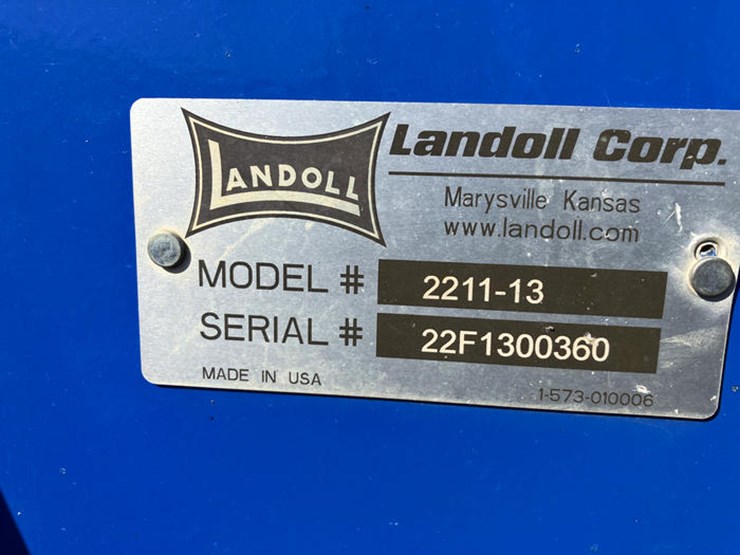 LANDOLL
Landoll Corp.
Marysville Kansas
www.landoll.com
MODEL # 2211-13
SERIAL # 22F1300360
MADE IN USA
1-573-010006